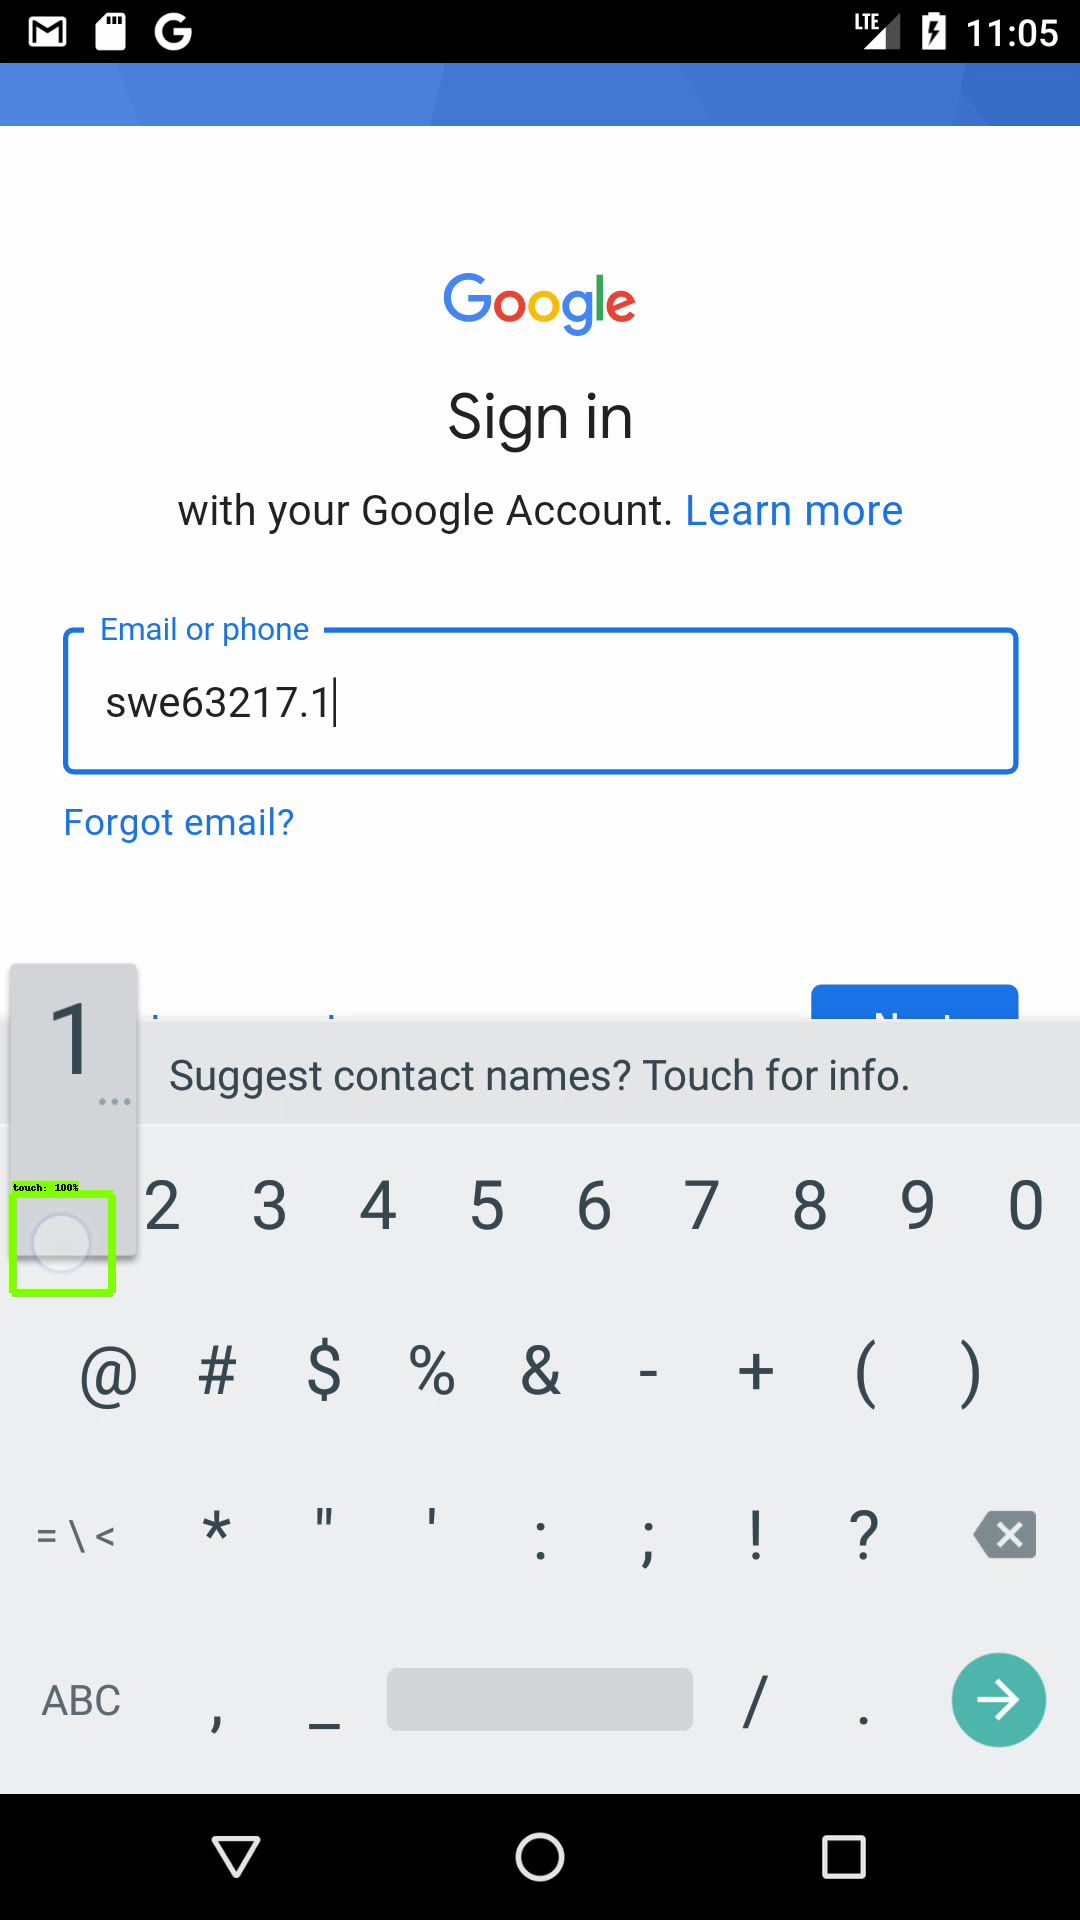 LTE 11:05
Google
Sign in
with your Google Account. Learn more
Email or phone
swe63217.1
Forgot email?
1
...
Suggest contact names? Touch for info.
touch: 100%
2 3 4 5 6 7 8 9 0
@ # $ % & - + ( )
= \ < * " ' : ; ! ?
ABC , _ / .